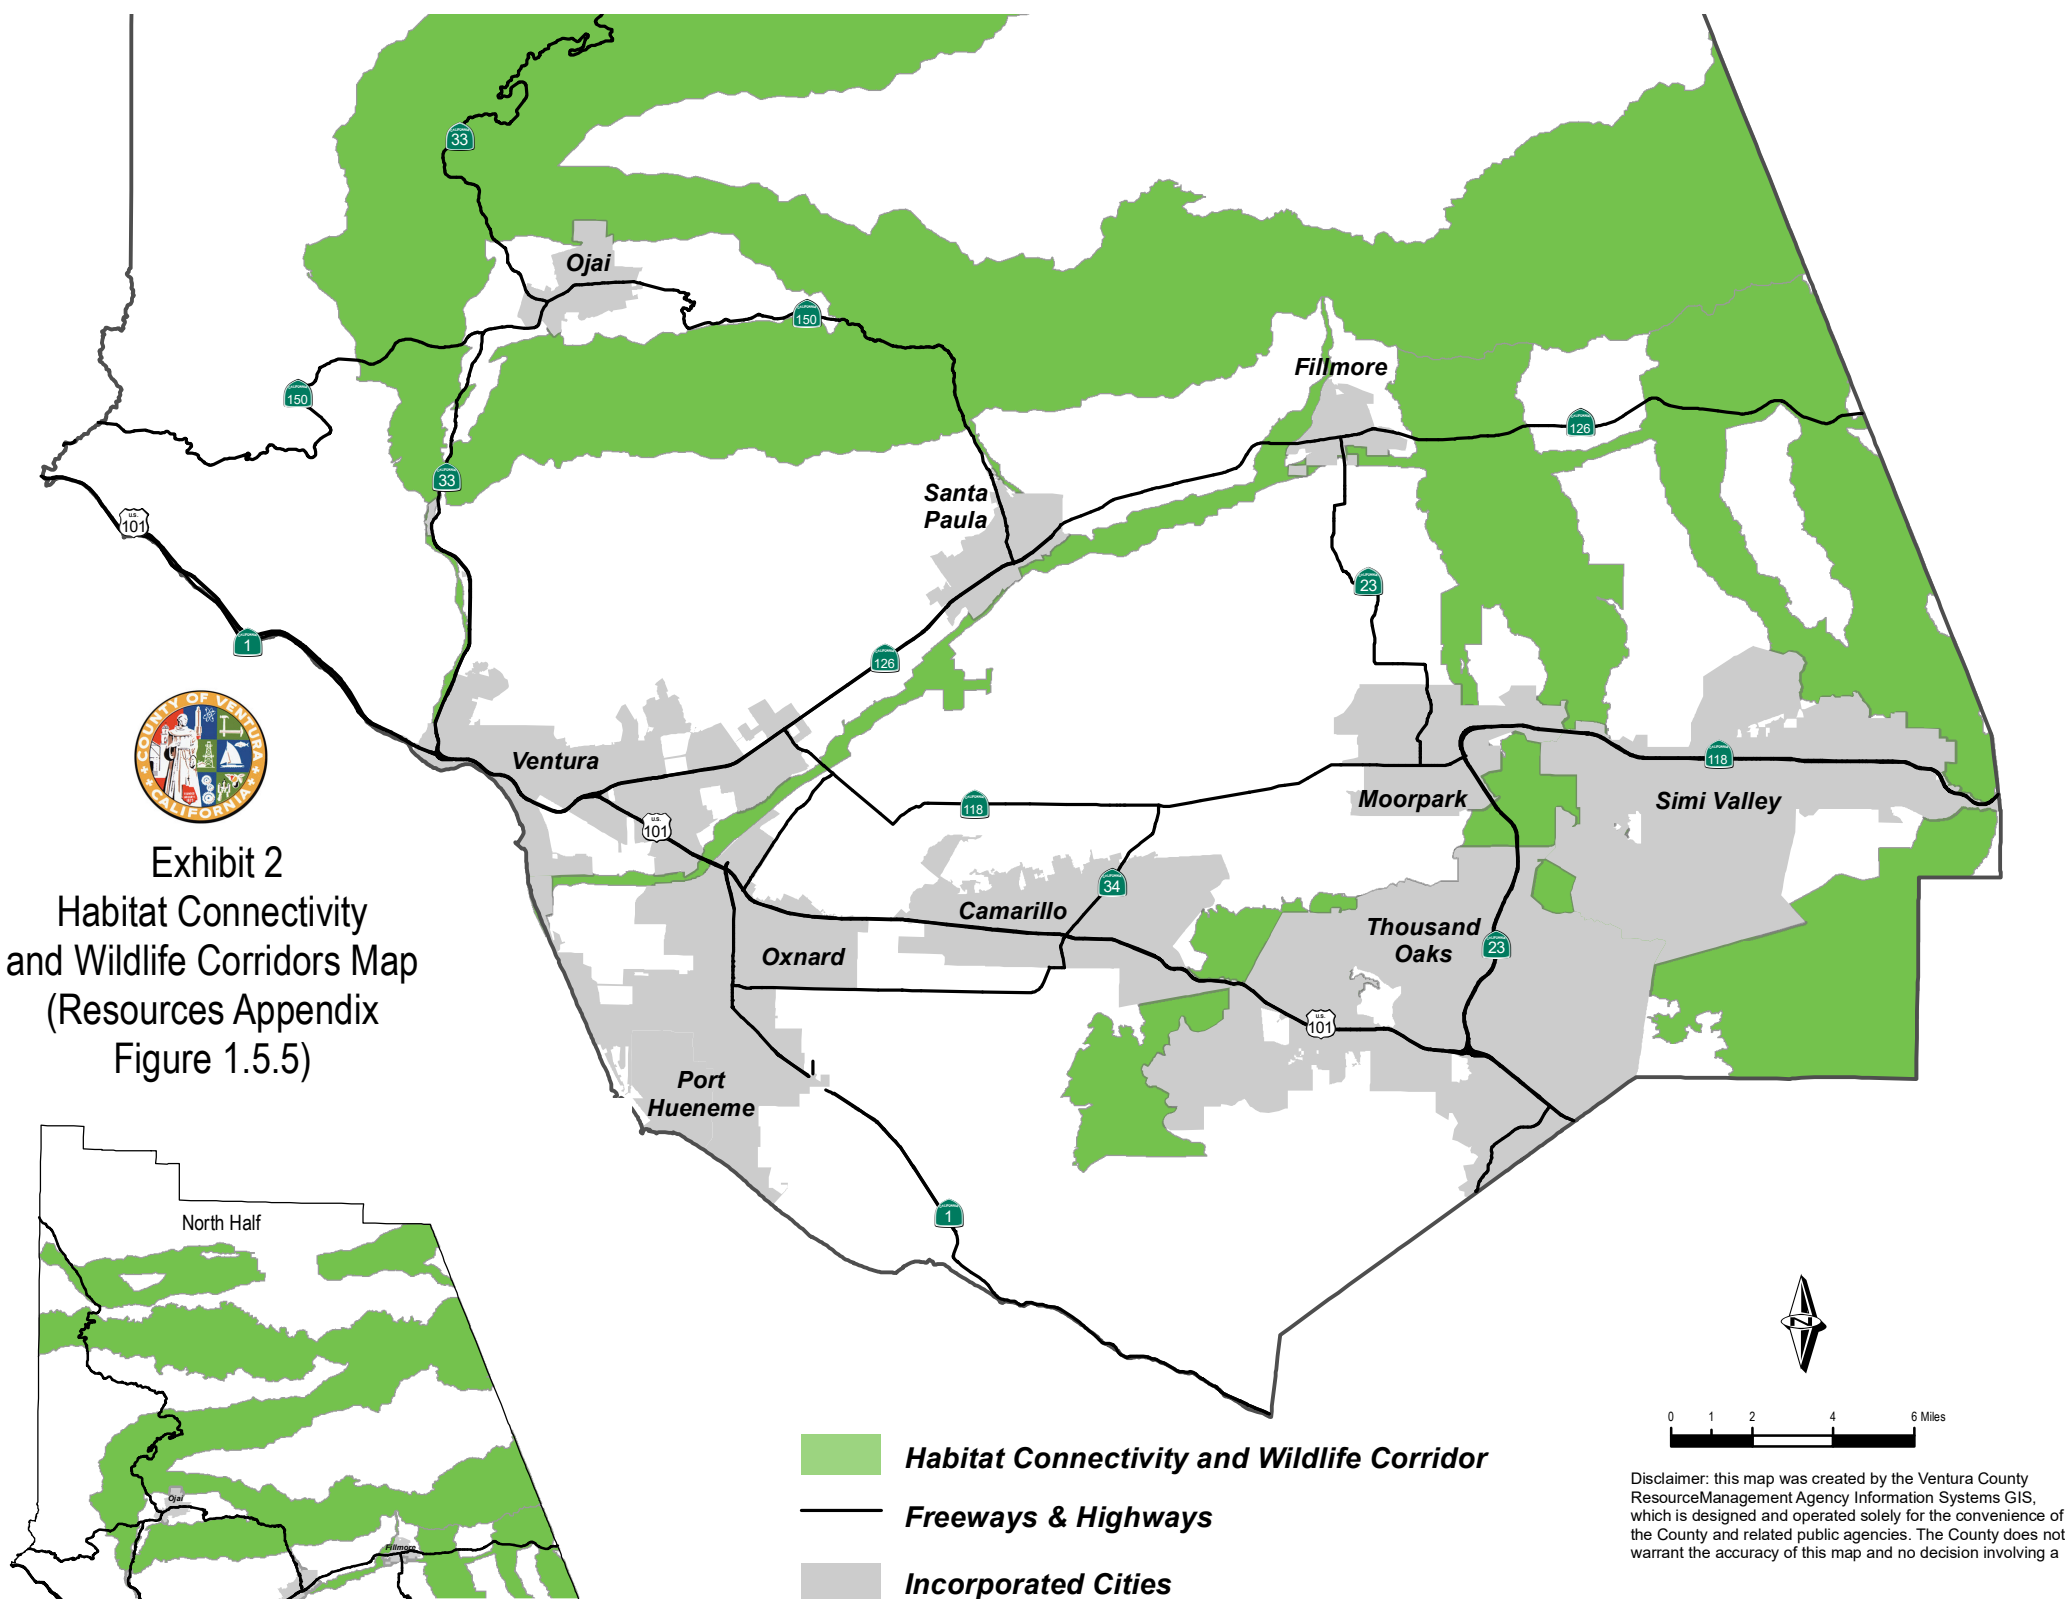 33
Ojai
150
150
Fillmore
126
33
Santa
Paula
U.S.
101
23
1
126
COUNTY OF VENTURA
CALIFORNIA
Ventura
118
Moorpark
Simi Valley
118
U.S.
101
34
Camarillo
Thousand
Oaks
23
Oxnard
U.S.
101
Port
Hueneme
1
Exhibit 2
Habitat Connectivity
and Wildlife Corridors Map
(Resources Appendix
Figure 1.5.5)
North Half
Ojai
Fillmore
N
Habitat Connectivity and Wildlife Corridor
Freeways & Highways
Incorporated Cities
0 1 2 4 6 Miles
Disclaimer: this map was created by the Ventura County
ResourceManagement Agency Information Systems GIS,
which is designed and operated solely for the convenience of
the County and related public agencies. The County does not
warrant the accuracy of this map and no decision involving a